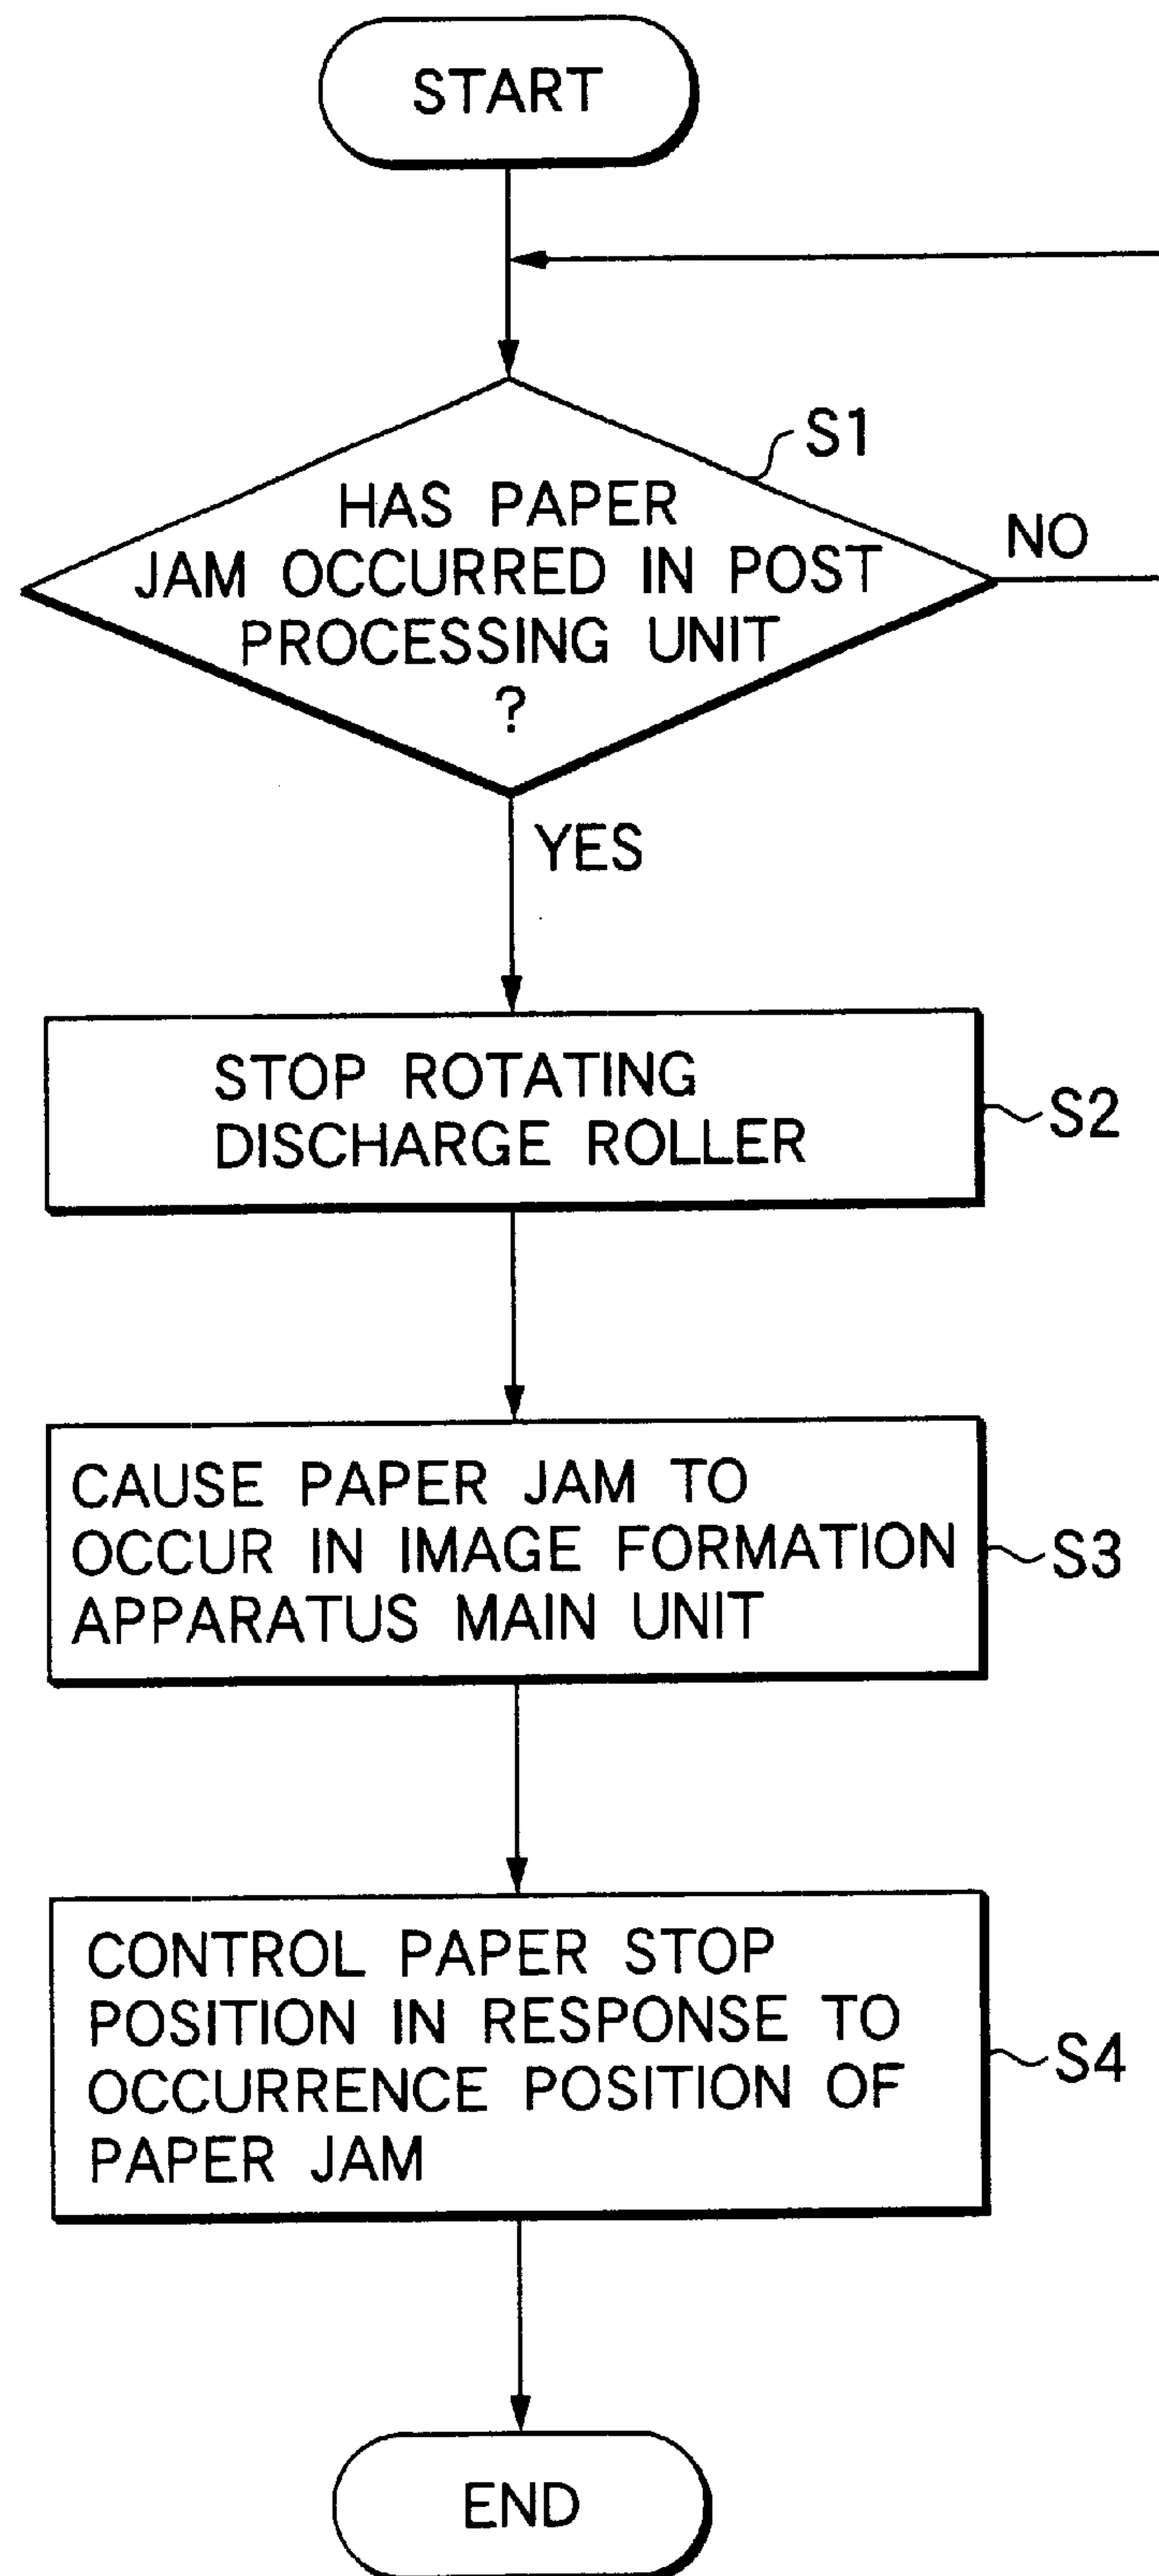 START
S1
HAS PAPER
JAM OCCURRED IN POST
PROCESSING UNIT
?
NO
YES
STOP ROTATING
DISCHARGE ROLLER
S2
CAUSE PAPER JAM TO
OCCUR IN IMAGE FORMATION
APPARATUS MAIN UNIT
S3
CONTROL PAPER STOP
POSITION IN RESPONSE TO
OCCURRENCE POSITION OF
PAPER JAM
S4
END